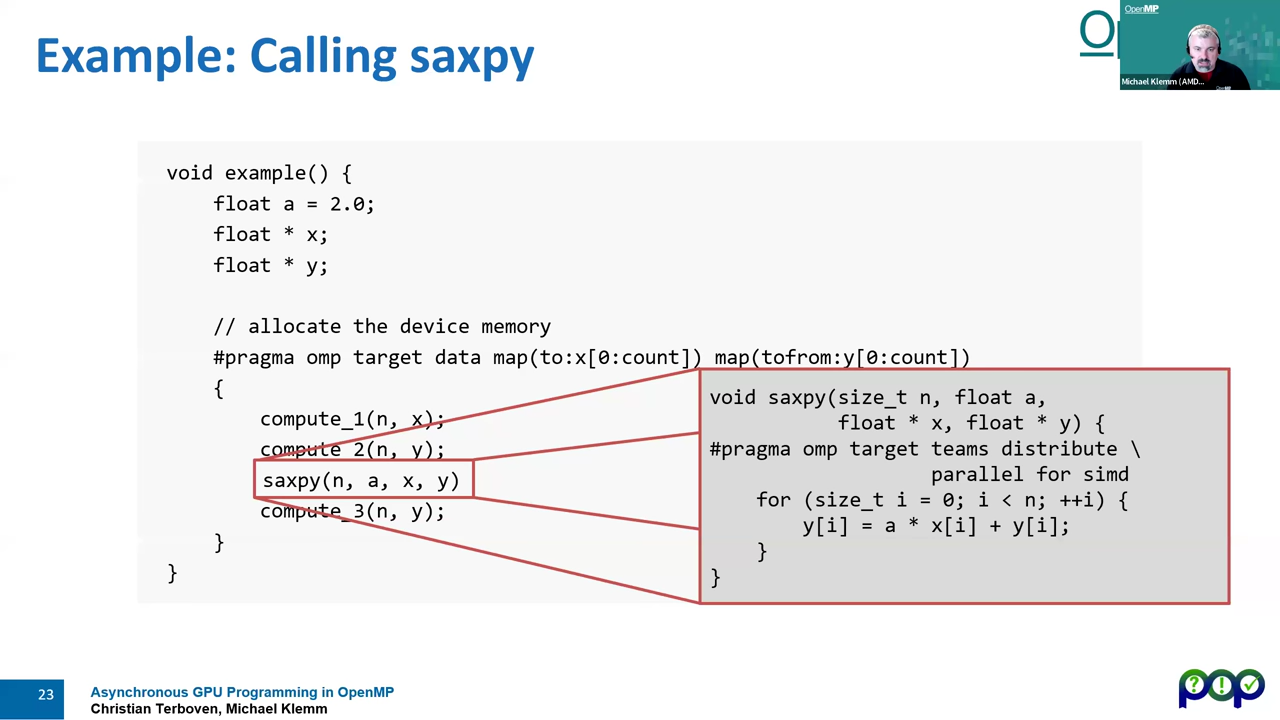 Example: Calling saxpy
OpenMP
Michael Klemm (AMD...
OpenMP
void example() {
float a = 2.0;
float * x;
float * y;
// allocate the device memory
#pragma omp target data map(to:x[0:count]) map(tofrom:y[0:count])
{
compute_1(n, x);
compute_2(n, y);
saxpy(n, a, x, y)
compute_3(n, y);
}
}
void saxpy(size_t n, float a,
float * x, float * y) {
#pragma omp target teams distribute \
parallel for simd
for (size_t i = 0; i < n; ++i) {
y[i] = a * x[i] + y[i];
}
}
23
Asynchronous GPU Programming in OpenMP
Christian Terboven, Michael Klemm
pop